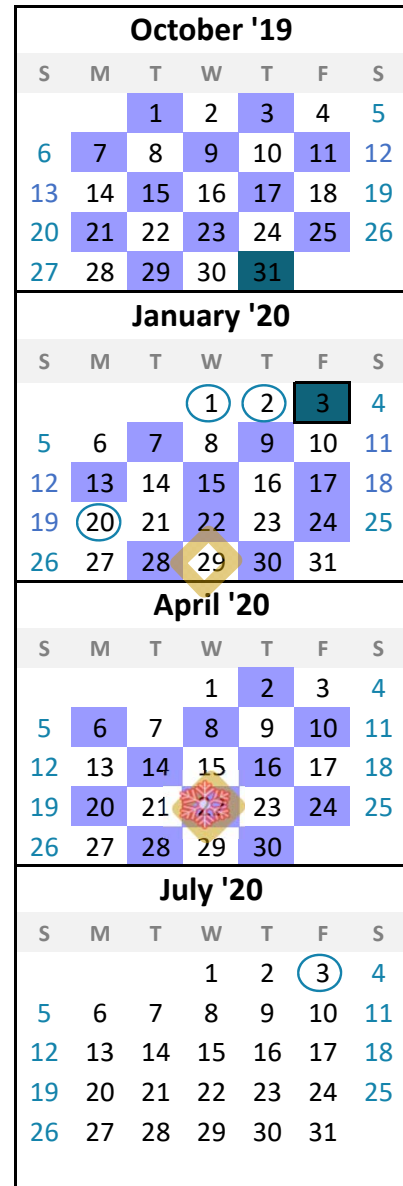 October '19
S M T W T F S
1 2 3 4 5
6 7 8 9 10 11 12
13 14 15 16 17 18 19
20 21 22 23 24 25 26
27 28 29 30 31
January '20
S M T W T F S
1 2 3 4
5 6 7 8 9 10 11
12 13 14 15 16 17 18
19 20 21 22 23 24 25
26 27 28 29 30 31
April '20
S M T W T F S
1 2 3 4
5 6 7 8 9 10 11
12 13 14 15 16 17 18
19 20 21 23 24 25
26 27 28 29 30
July '20
S M T W T F S
1 2 3 4
5 6 7 8 9 10 11
12 13 14 15 16 17 18
19 20 21 22 23 24 25
26 27 28 29 30 31